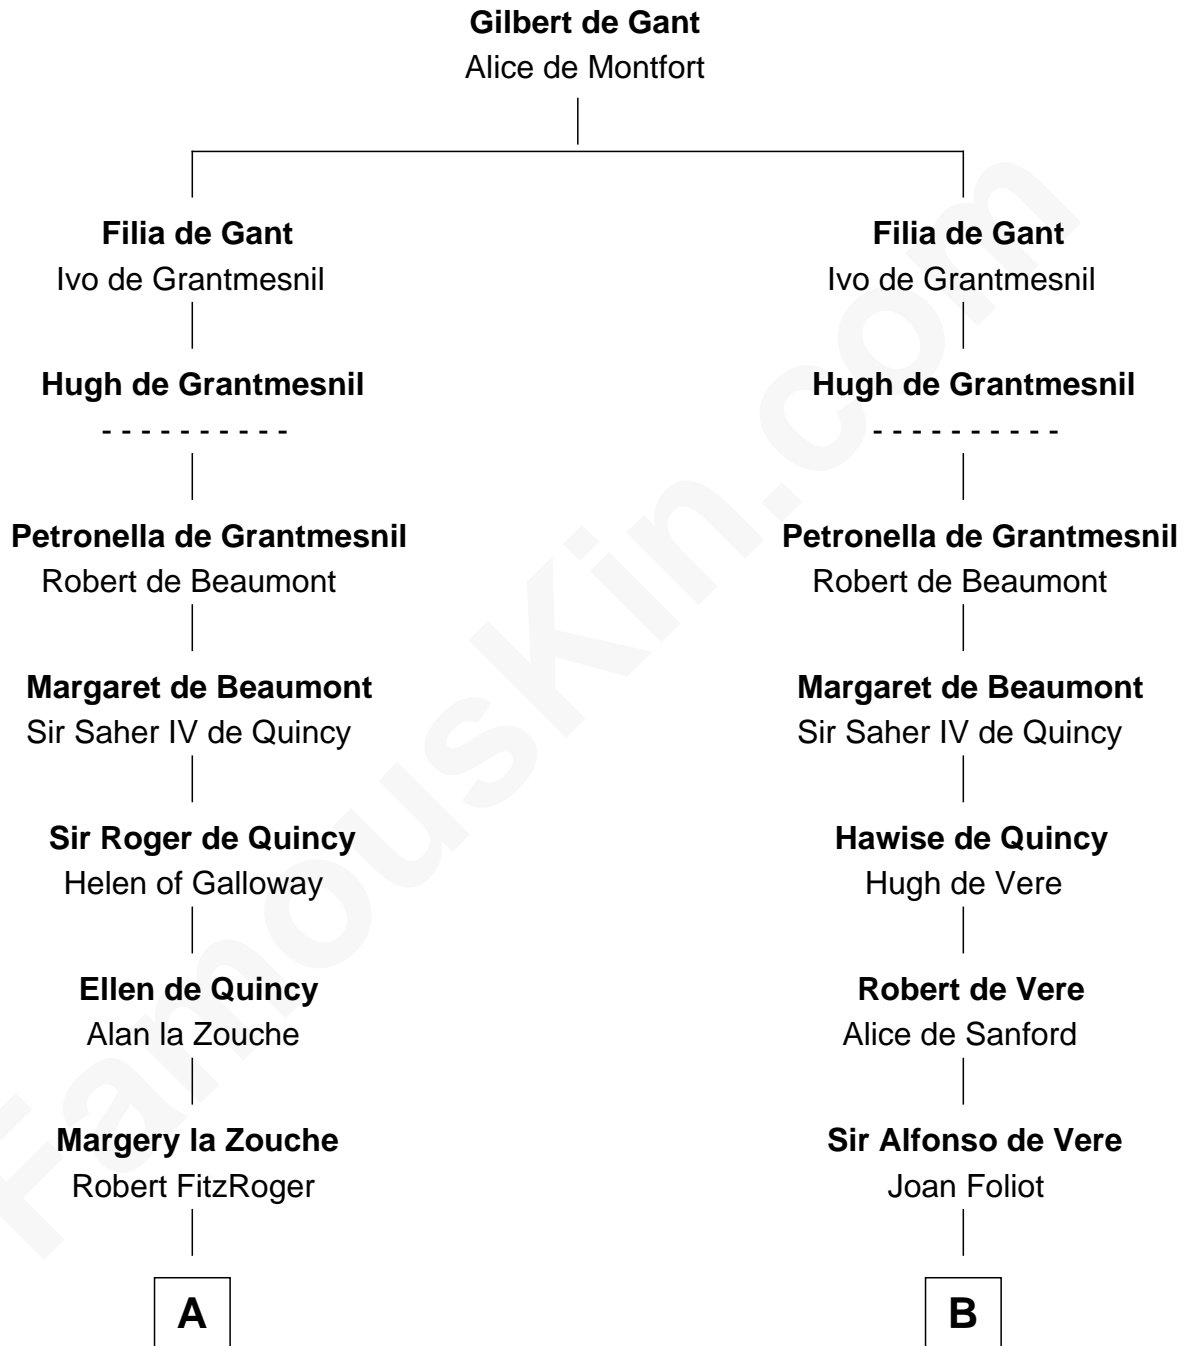 Gilbert de Gant
Alice de Montfort
Filia de Gant
Ivo de Grantmesnil
Hugh de Grantmesnil
- - - - - - - - - -
Petronella de Grantmesnil
Robert de Beaumont
Margaret de Beaumont
Sir Saher IV de Quincy
Sir Roger de Quincy
Helen of Galloway
Ellen de Quincy
Alan la Zouche
Margery la Zouche
Robert FitzRoger
A
Filia de Gant
Ivo de Grantmesnil
Hugh de Grantmesnil
- - - - - - - - - -
Petronella de Grantmesnil
Robert de Beaumont
Margaret de Beaumont
Sir Saher IV de Quincy
Hawise de Quincy
Hugh de Vere
Robert de Vere
Alice de Sanford
Sir Alfonso de Vere
Joan Foliot
B
FamousKin.com